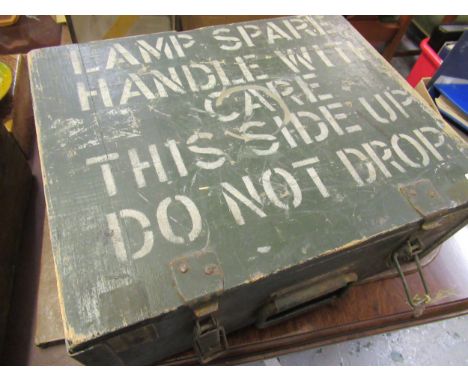 LAMP SPARE
HANDLE WITH
CARE
THIS SIDE UP
DO NOT DROP